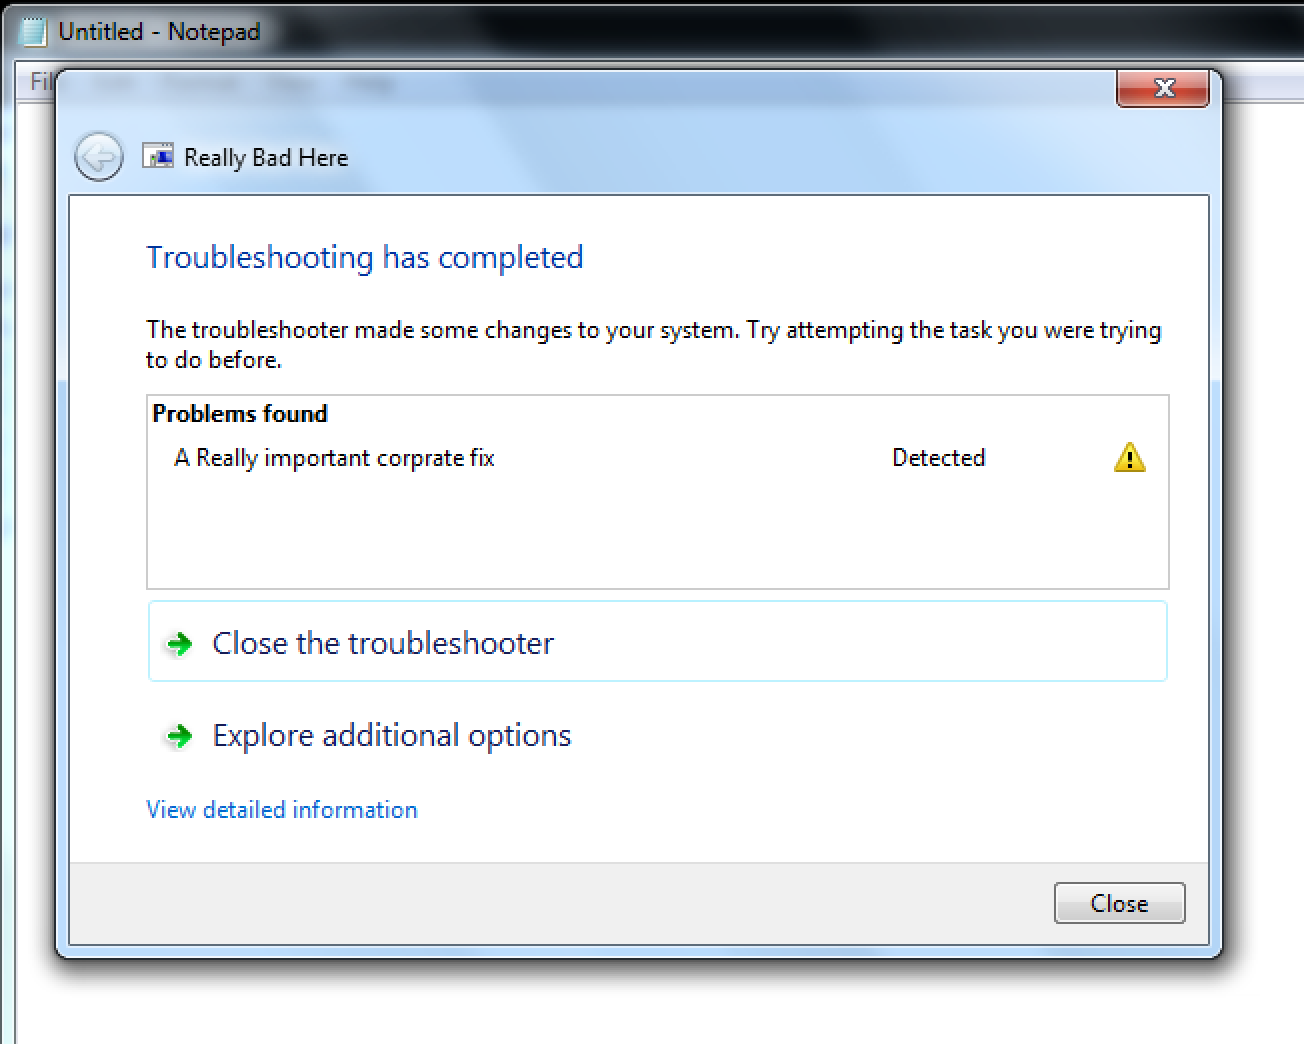 Untitled - Notepad
Really Bad Here
Troubleshooting has completed
The troubleshooter made some changes to your system. Try attempting the task you were trying
to do before.
Problems found
A Really important corprate fix Detected
Close the troubleshooter
Explore additional options
View detailed information
Close